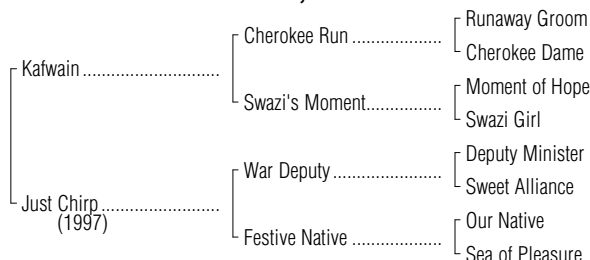 Runaway Groom
Cherokee Run
Cherokee Dame
Kafwain
Moment of Hope
Swazi's Moment
Swazi Girl
Deputy Minister
War Deputy
Sweet Alliance
Just Chirp
(1997)
Our Native
Festive Native
Sea of Pleasure